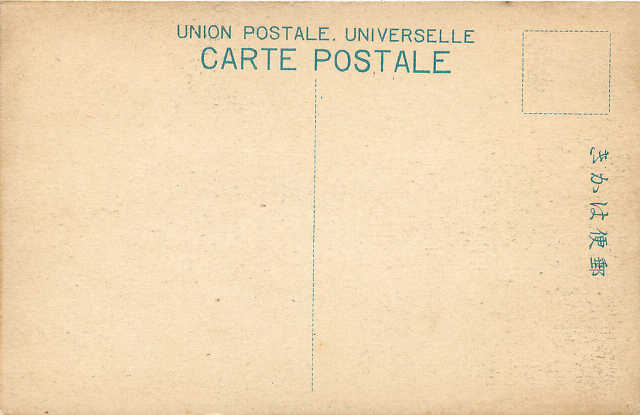 UNION POSTALE. UNIVERSELLE
CARTE POSTALE
郵便はかき